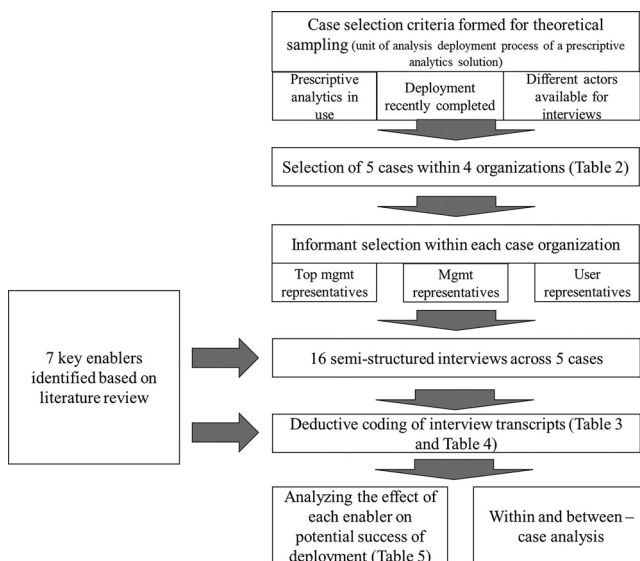 Case selection criteria formed for theoretical
sampling (unit of analysis deployment process of a prescriptive
analytics solution)
Prescriptive
analytics in
use
Deployment
recently completed
Different actors
available for
interviews
Selection of 5 cases within 4 organizations (Table 2)
Informant selection within each case organization
Top mgmt
representatives
Mgmt
representatives
User
representatives
7 key enablers
identified based on
literature review
16 semi-structured interviews across 5 cases
Deductive coding of interview transcripts (Table 3
and Table 4)
Analyzing the effect of
each enabler on
potential success of
deployment (Table 5)
Within and between –
case analysis